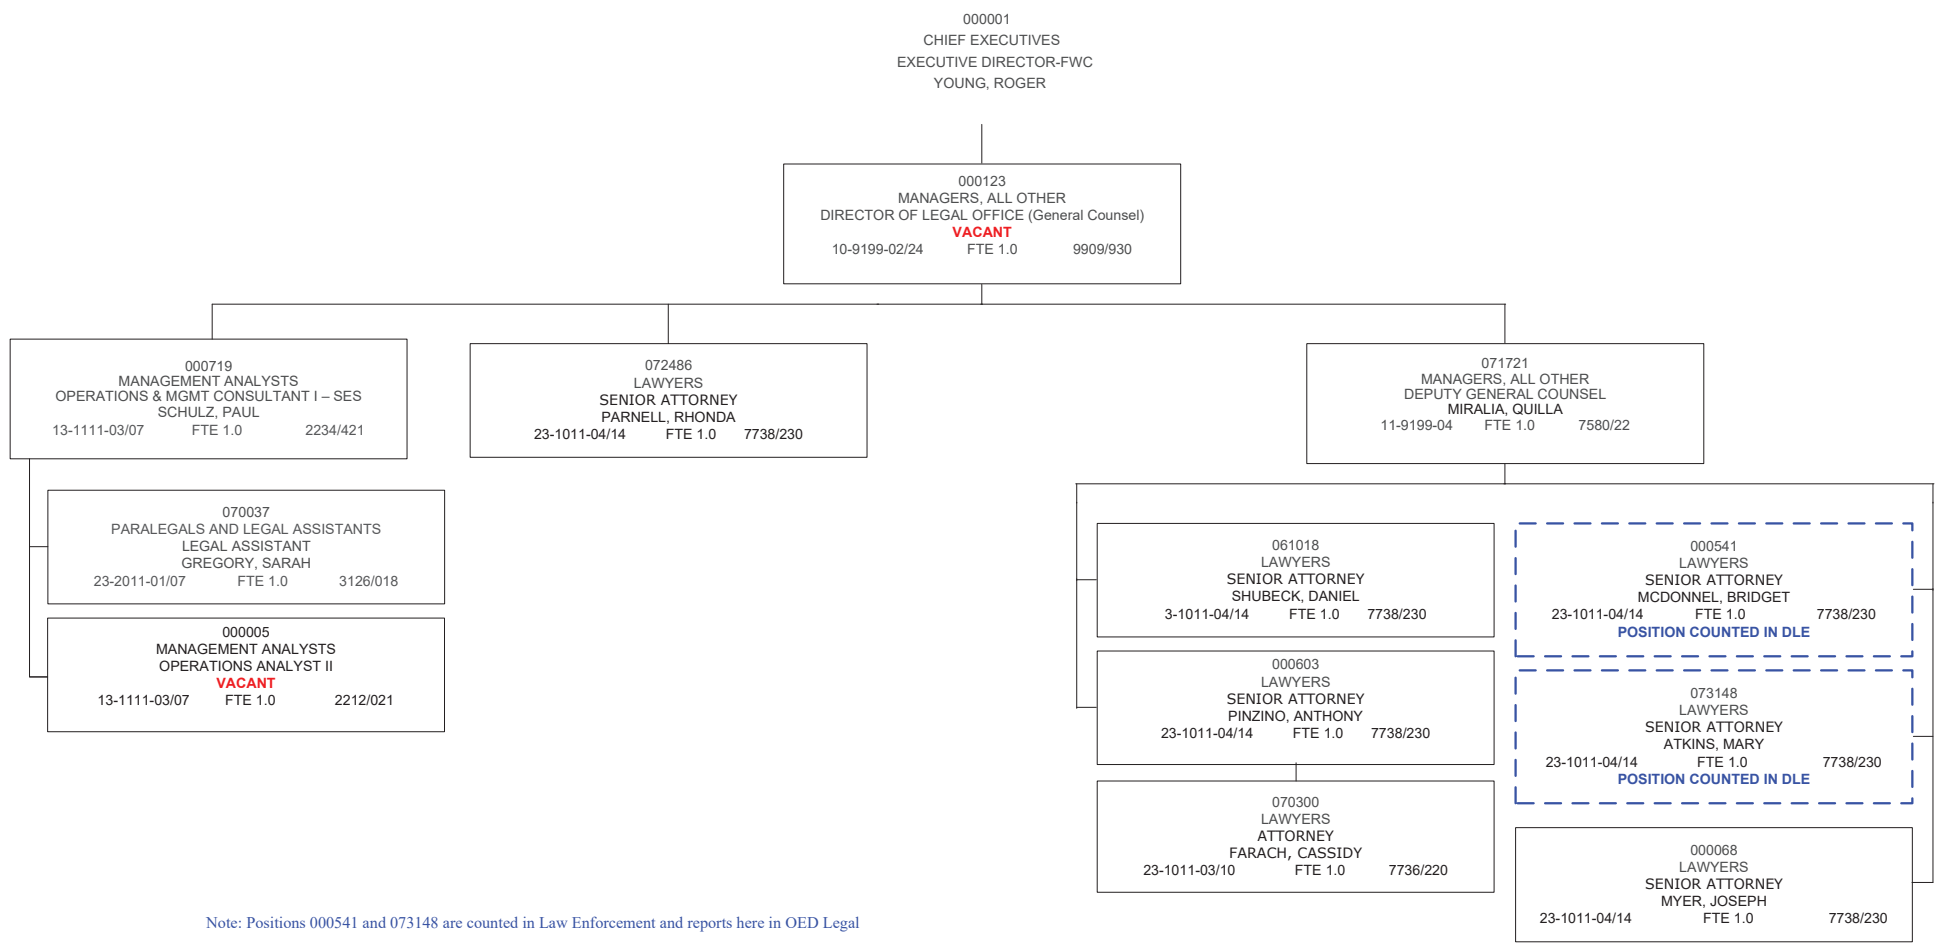 000001
CHIEF EXECUTIVES
EXECUTIVE DIRECTOR-FWC
YOUNG, ROGER
000123
MANAGERS, ALL OTHER
DIRECTOR OF LEGAL OFFICE (General Counsel)
VACANT
10-9199-02/24 FTE 1.0 9909/930
000719
MANAGEMENT ANALYSTS
OPERATIONS & MGMT CONSULTANT I – SES
SCHULZ, PAUL
13-1111-03/07 FTE 1.0 2234/421
072486
LAWYERS
SENIOR ATTORNEY
PARNELL, RHONDA
23-1011-04/14 FTE 1.0 7738/230
071721
MANAGERS, ALL OTHER
DEPUTY GENERAL COUNSEL
MIRALIA, QUILLA
11-9199-04 FTE 1.0 7580/22
070037
PARALEGALS AND LEGAL ASSISTANTS
LEGAL ASSISTANT
GREGORY, SARAH
23-2011-01/07 FTE 1.0 3126/018
000005
MANAGEMENT ANALYSTS
OPERATIONS ANALYST II
VACANT
13-1111-03/07 FTE 1.0 2212/021
061018
LAWYERS
SENIOR ATTORNEY
SHUBECK, DANIEL
3-1011-04/14 FTE 1.0 7738/230
000603
LAWYERS
SENIOR ATTORNEY
PINZINO, ANTHONY
23-1011-04/14 FTE 1.0 7738/230
070300
LAWYERS
ATTORNEY
FARACH, CASSIDY
23-1011-03/10 FTE 1.0 7736/220
000541
LAWYERS
SENIOR ATTORNEY
MCDONNEL, BRIDGET
23-1011-04/14 FTE 1.0 7738/230
POSITION COUNTED IN DLE
073148
LAWYERS
SENIOR ATTORNEY
ATKINS, MARY
23-1011-04/14 FTE 1.0 7738/230
POSITION COUNTED IN DLE
000068
LAWYERS
SENIOR ATTORNEY
MYER, JOSEPH
23-1011-04/14 FTE 1.0 7738/230
Note: Positions 000541 and 073148 are counted in Law Enforcement and reports here in OED Legal